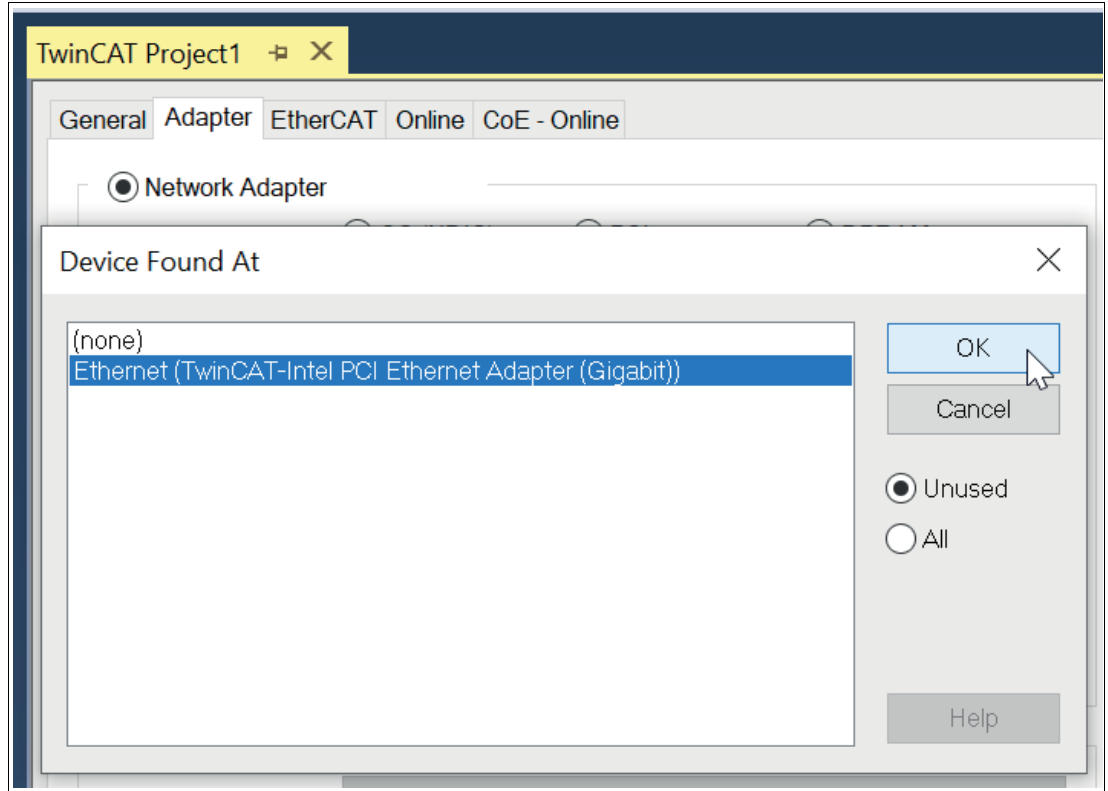 TwinCAT Project1
General Adapter EtherCAT Online CoE - Online
Network Adapter
Device Found At
(none)
Ethernet (TwinCAT-Intel PCI Ethernet Adapter (Gigabit))
OK
Cancel
Unused
All
Help